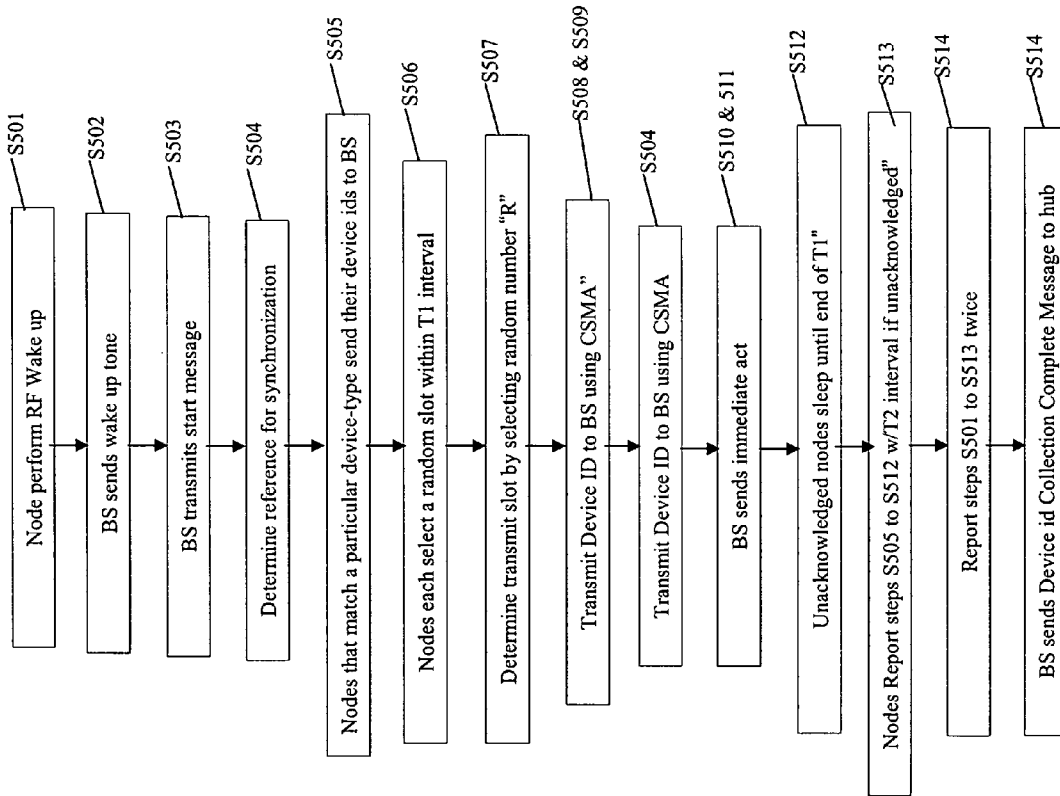 Node perform RF Wake up
S501
BS sends wake up tone
S502
BS transmits start message
S503
Determine reference for synchronization
S504
Nodes that match a particular device-type send their device ids to BS
S505
Nodes each select a random slot within T1 interval
S506
Determine transmit slot by selecting random number “R”
S507
Transmit Device ID to BS using CSMA”
S508 & S509
Transmit Device ID to BS using CSMA
S504
BS sends immediate act
S510 & 511
Unacknowledged nodes sleep until end of T1”
S512
Nodes Report steps S505 to S512 w/T2 interval if unacknowledged”
S513
Report steps S501 to S513 twice
S514
BS sends Device id Collection Complete Message to hub
S514